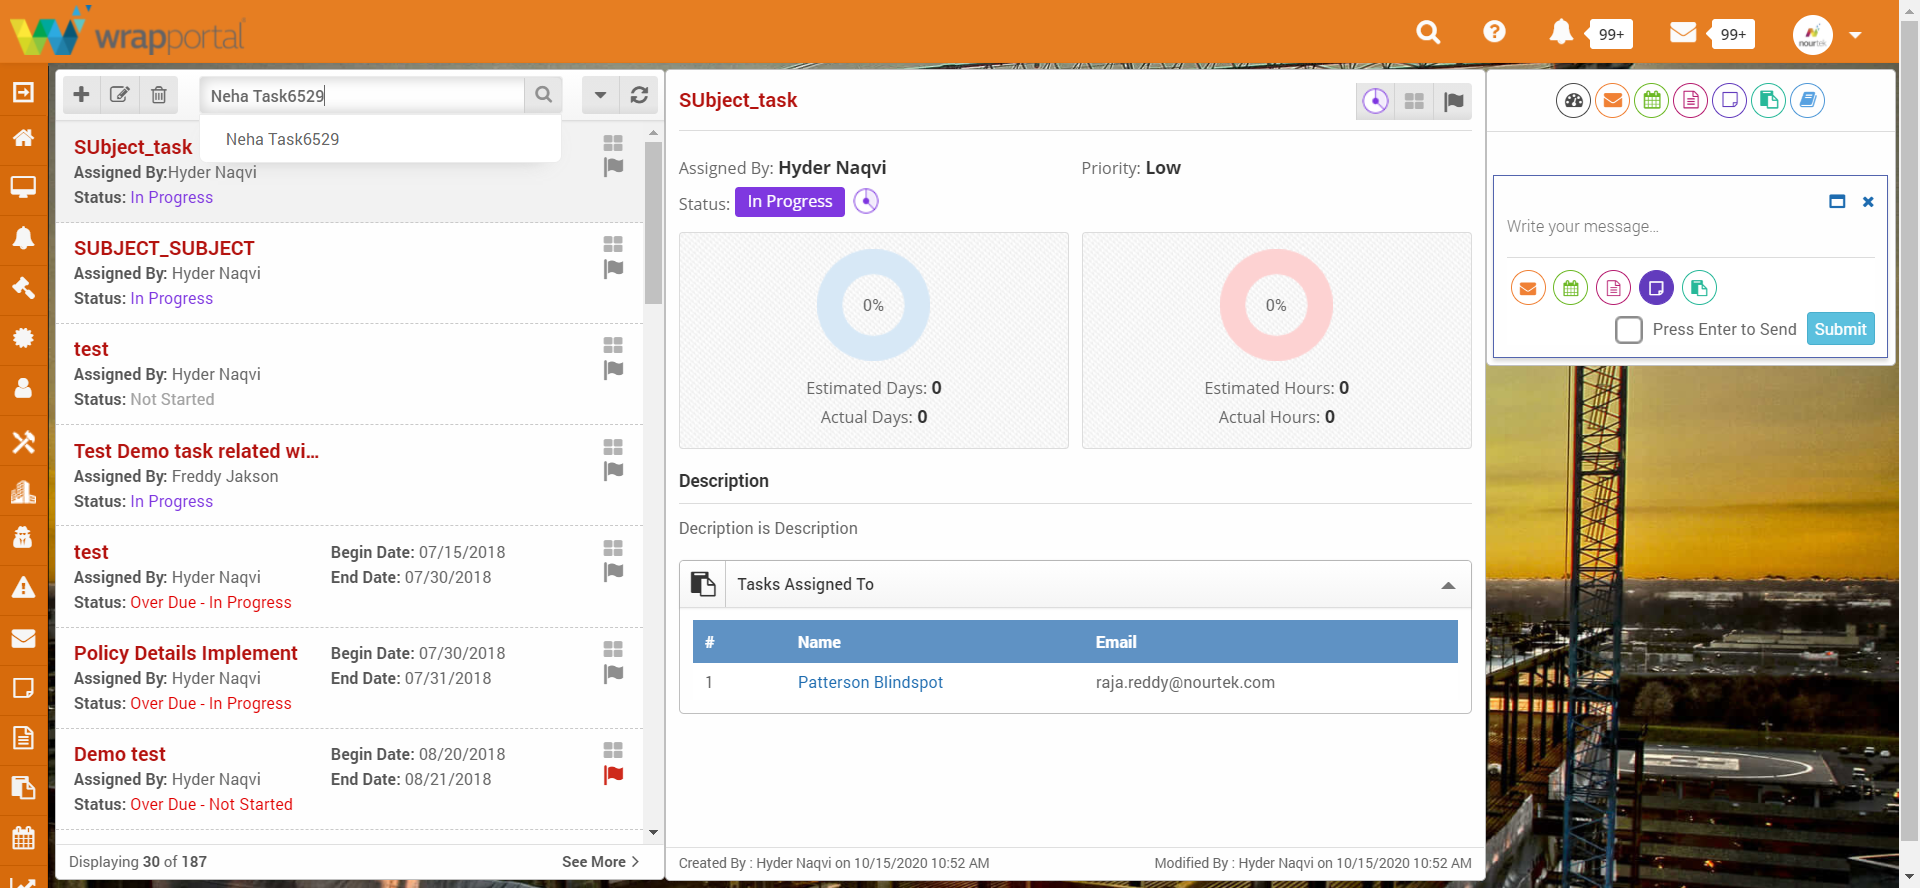 wrapportal
99+
99+
nourtek
Neha Task6529
Neha Task6529
SUbject_task
Assigned By:Hyder Naqvi
Status: In Progress
SUBJECT_SUBJECT
Assigned By: Hyder Naqvi
Status: In Progress
test
Assigned By: Hyder Naqvi
Status: Not Started
Test Demo task related wi...
Assigned By: Freddy Jakson
Status: In Progress
test
Begin Date: 07/15/2018
Assigned By: Hyder Naqvi
End Date: 07/30/2018
Status: Over Due - In Progress
Policy Details Implement
Begin Date: 07/30/2018
Assigned By: Hyder Naqvi
End Date: 07/31/2018
Status: Over Due - In Progress
Demo test
Begin Date: 08/20/2018
Assigned By: Hyder Naqvi
End Date: 08/21/2018
Status: Over Due - Not Started
Displaying 30 of 187
See More
SUbject_task
Assigned By: Hyder Naqvi
Priority: Low
Status: In Progress
0%
Estimated Days: 0
Actual Days: 0
0%
Estimated Hours: 0
Actual Hours: 0
Description
Decription is Description
Tasks Assigned To
# Name Email
1 Patterson Blindspot raja.reddy@nourtek.com
Created By : Hyder Naqvi on 10/15/2020 10:52 AM
Modified By : Hyder Naqvi on 10/15/2020 10:52 AM
Write your message...
Press Enter to Send
Submit